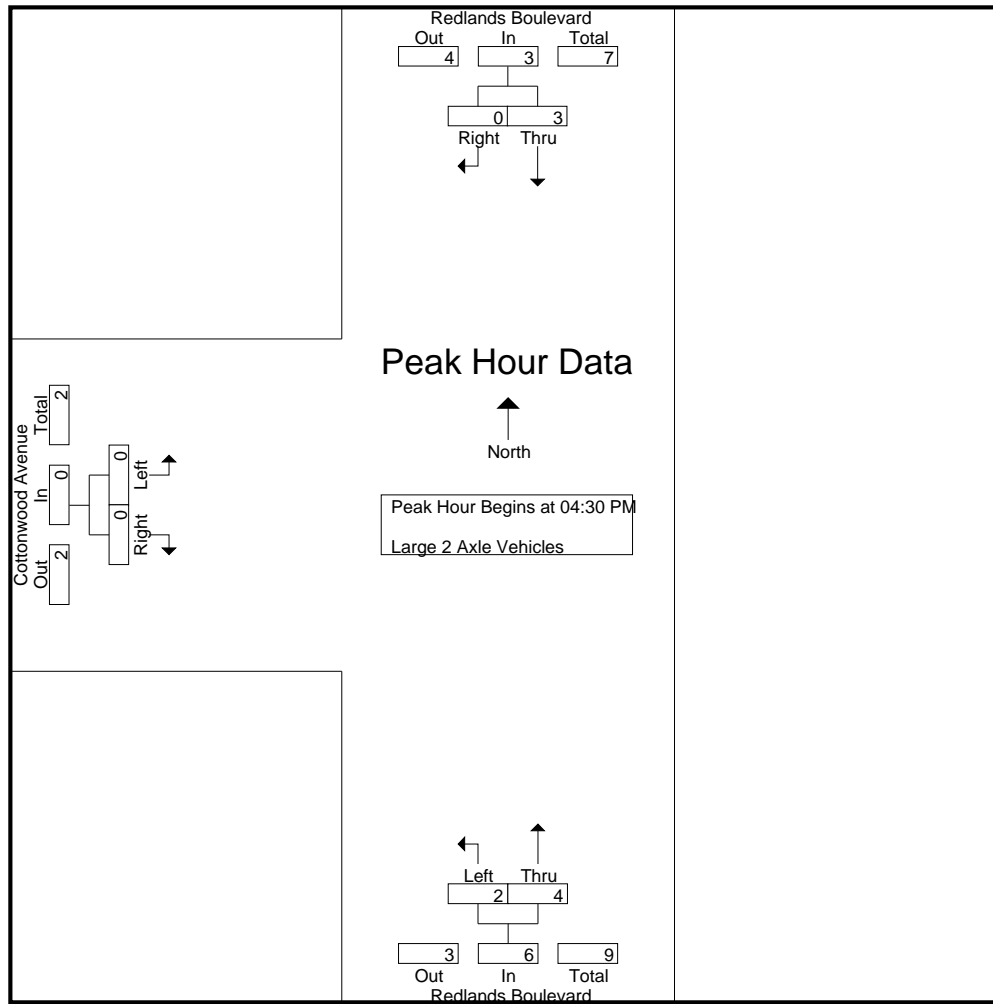 Redlands Boulevard
Out In Total
4 3 7
0 3
Right Thru
Peak Hour Data
North
Peak Hour Begins at 04:30 PM
Large 2 Axle Vehicles
Cottonwood Avenue
Out In Total
2 0 2
Right Left
0 0
Left Thru
2 4
3 6 9
Out In Total
Redlands Boulevard